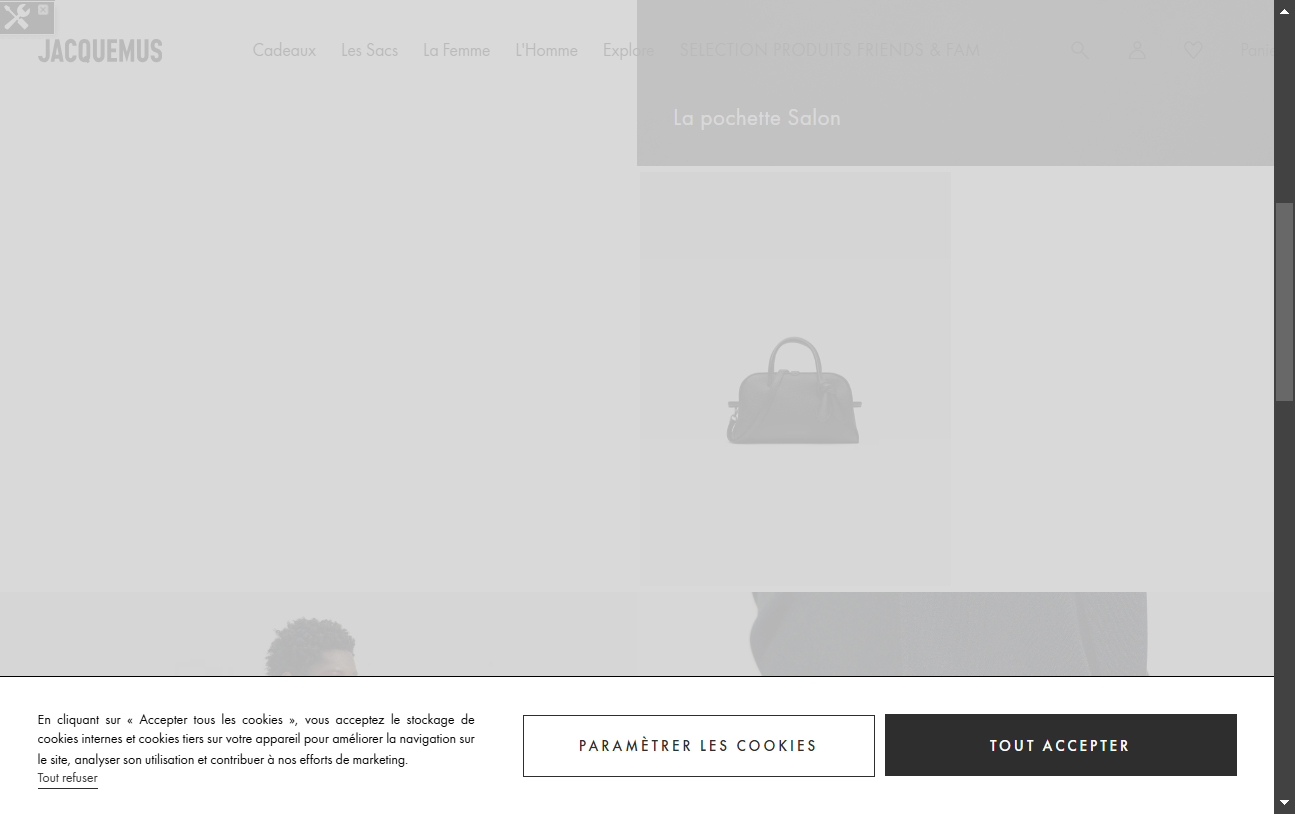 JACQUEMUS
Cadeaux Les Sacs La Femme L'Homme Explore SELECTION PRODUITS FRIENDS & FAM
La pochette Salon
En cliquant sur « Accepter tous les cookies », vous acceptez le stockage de
cookies internes et cookies tiers sur votre appareil pour améliorer la navigation sur
le site, analyser son utilisation et contribuer à nos efforts de marketing.
Tout refuser
PARAMÈTRER LES COOKIES
TOUT ACCEPTER